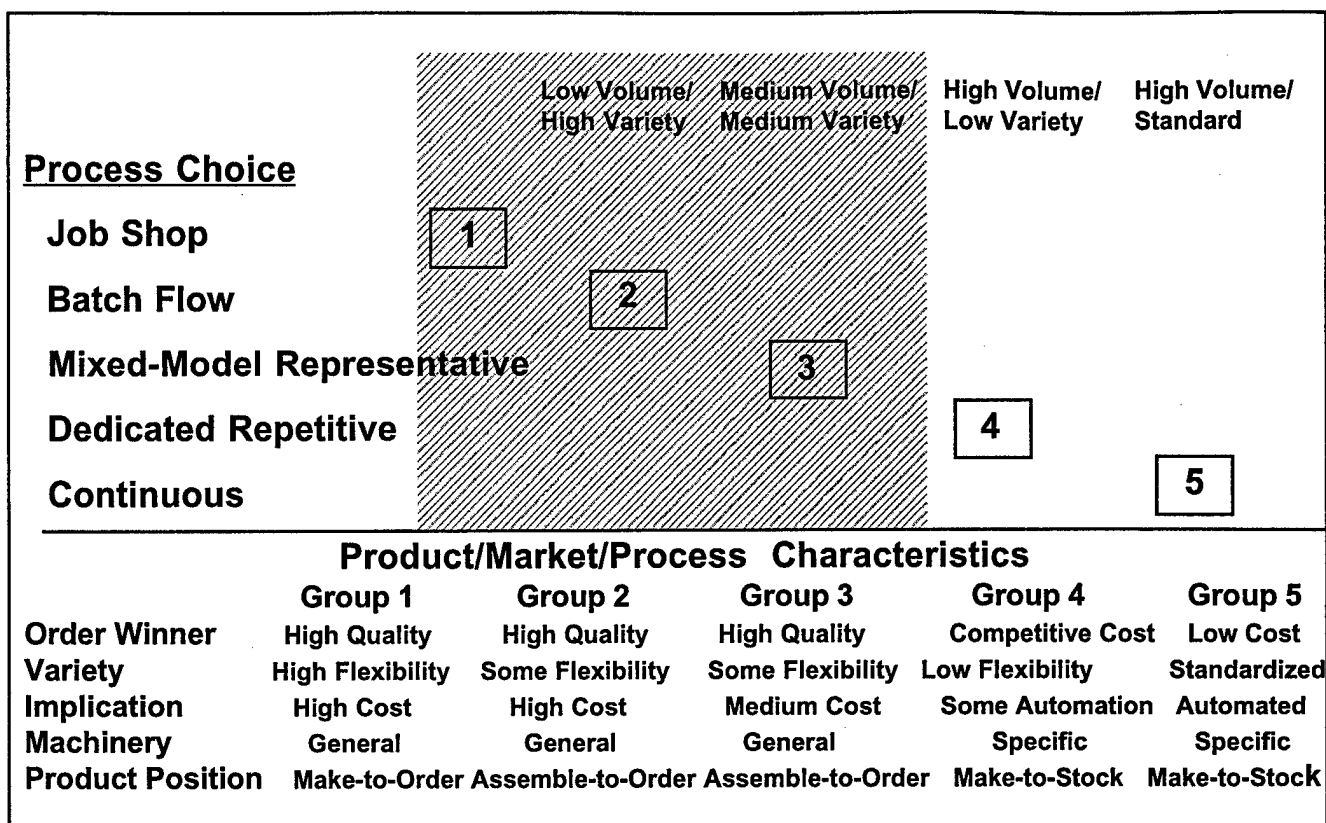 Low Volume/ Medium Volume/ High Volume/ High Volume/
High Variety Medium Variety Low Variety Standard
Process Choice
Job Shop 1
Batch Flow 2
Mixed-Model Representative 3
Dedicated Repetitive 4
Continuous 5
Product/Market/Process Characteristics
Group 1 Group 2 Group 3 Group 4 Group 5
Order Winner High Quality High Quality High Quality Competitive Cost Low Cost
Variety High Flexibility Some Flexibility Some Flexibility Low Flexibility Standardized
Implication High Cost High Cost Medium Cost Some Automation Automated
Machinery General General General Specific Specific
Product Position Make-to-Order Assemble-to-Order Assemble-to-Order Make-to-Stock Make-to-Stock